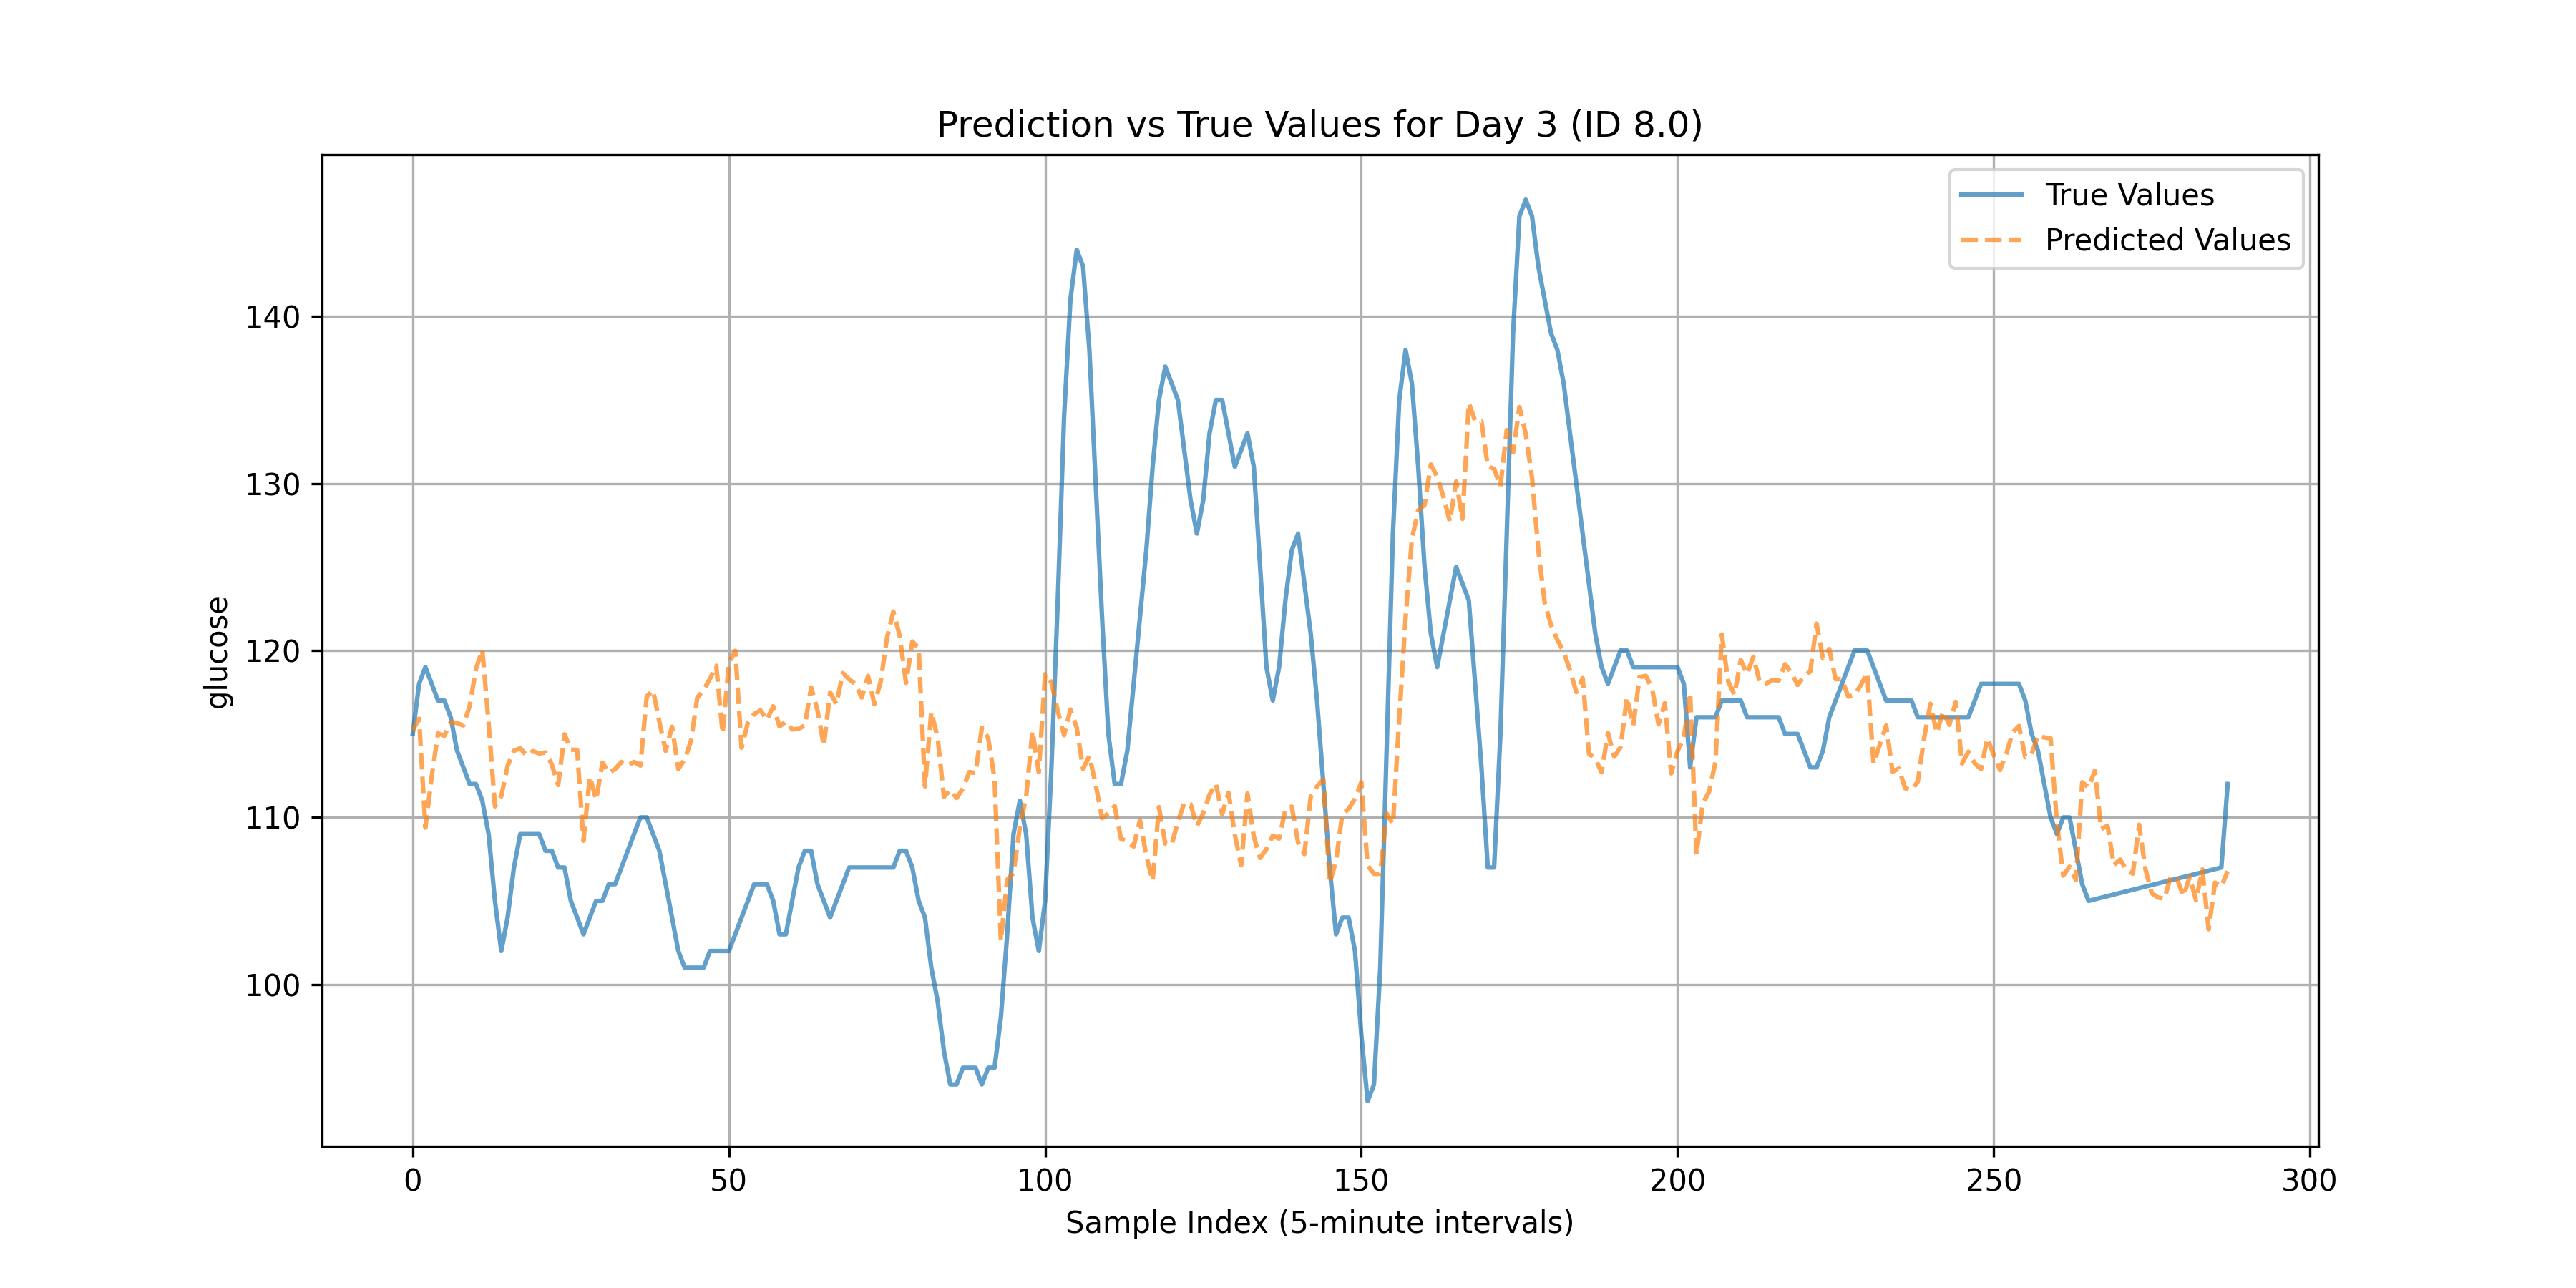 Prediction vs True Values for Day 3 (ID 8.0)
True Values
Predicted Values
140
130
120
110
100
glucose
0 50 100 150 200 250 300
Sample Index (5-minute intervals)